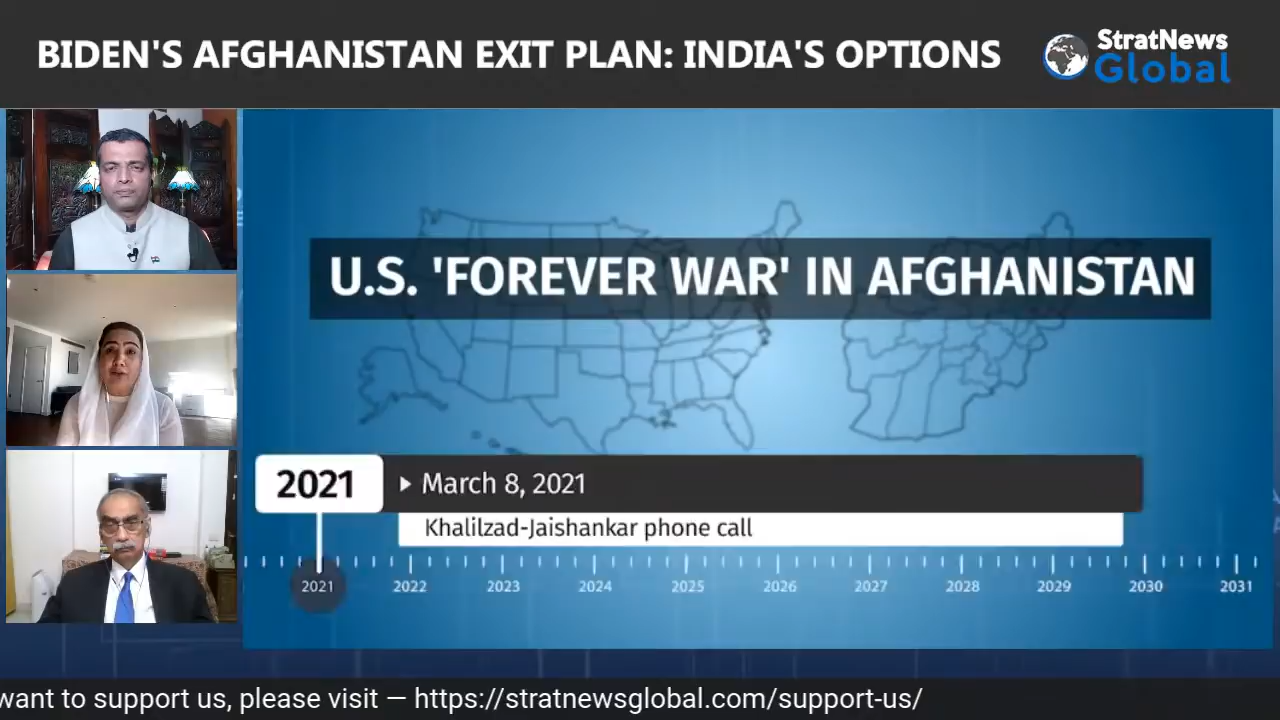 BIDEN'S AFGHANISTAN EXIT PLAN: INDIA'S OPTIONS
StratNews
Global
U.S. 'FOREVER WAR' IN AFGHANISTAN
2021
March 8, 2021
Khalilzad-Jaishankar phone call
2021 2022 2023 2024 2025 2026 2027 2028 2029 2030 2031
want to support us, please visit — https://stratnewsglobal.com/support-us/